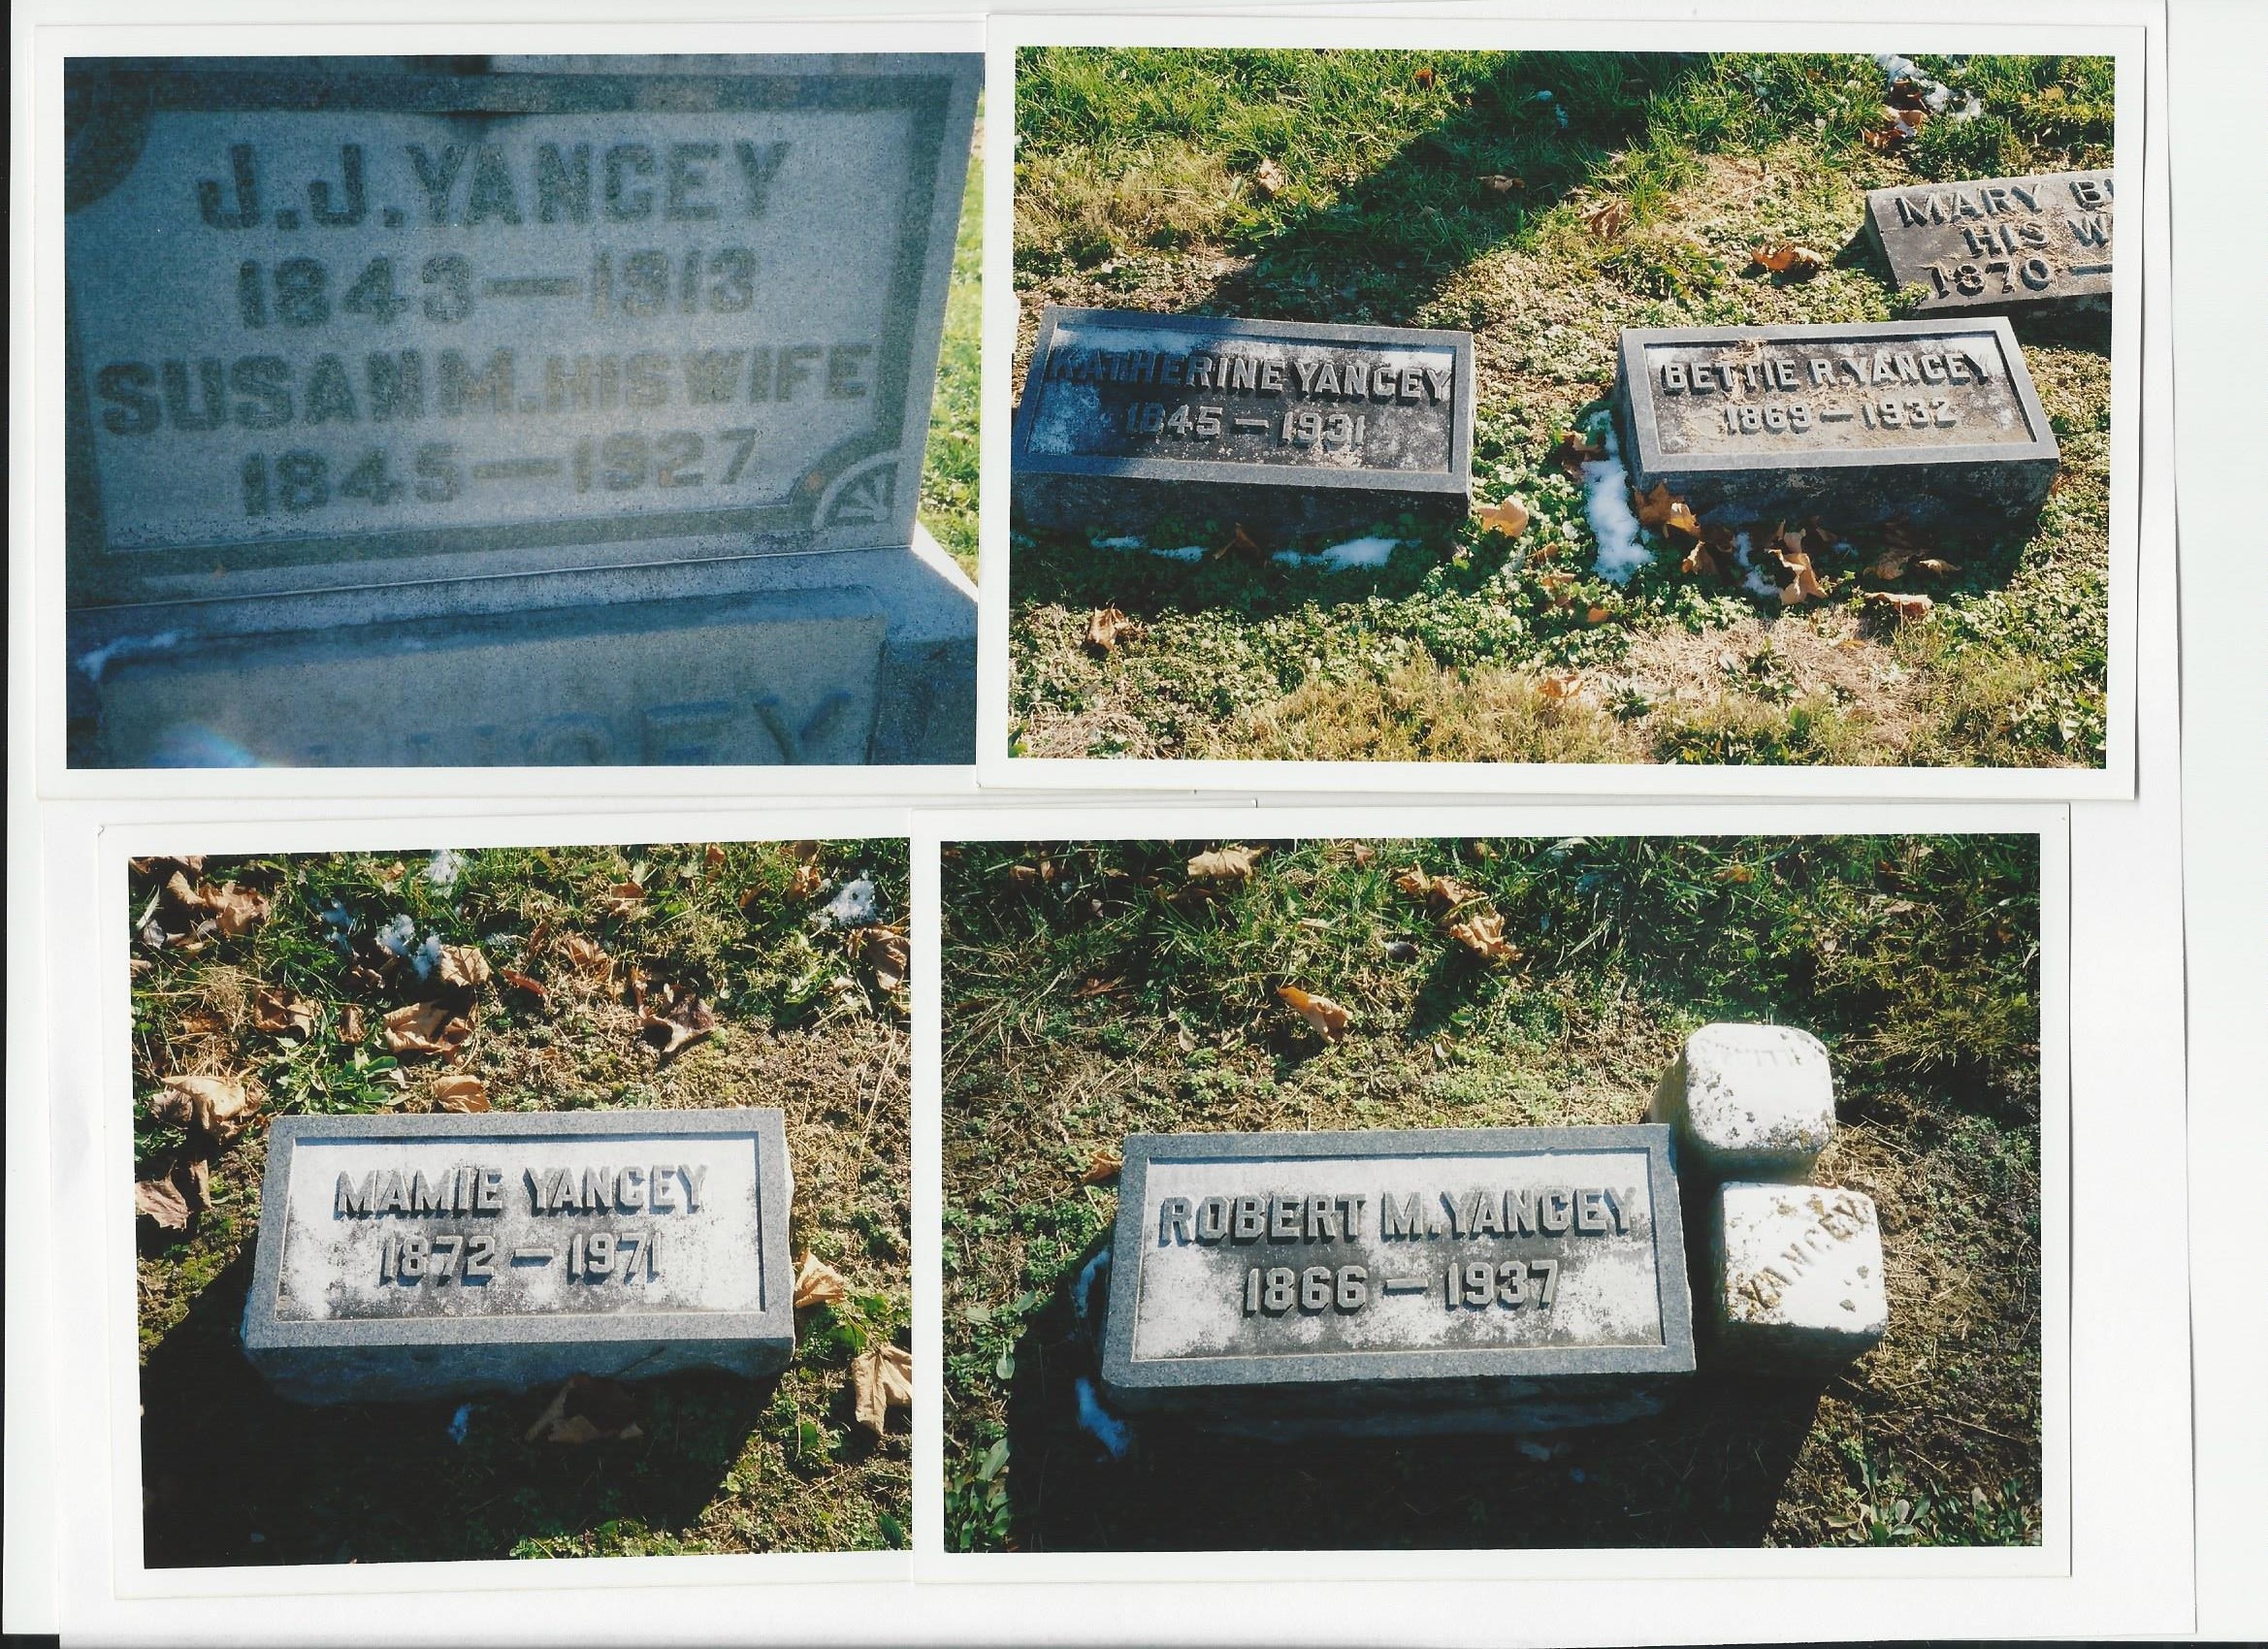 J.J. YANCEY
1843—1913
SUSAN M. HIS WIFE
1845—1927
MARY
HIS
1870—
KATHERINE YANCEY
1845—1931
BETTIE R. YANCEY
1869—1932
MAMIE YANCEY
1872—1971
ROBERT M. YANCEY
1866—1937
YANCEY